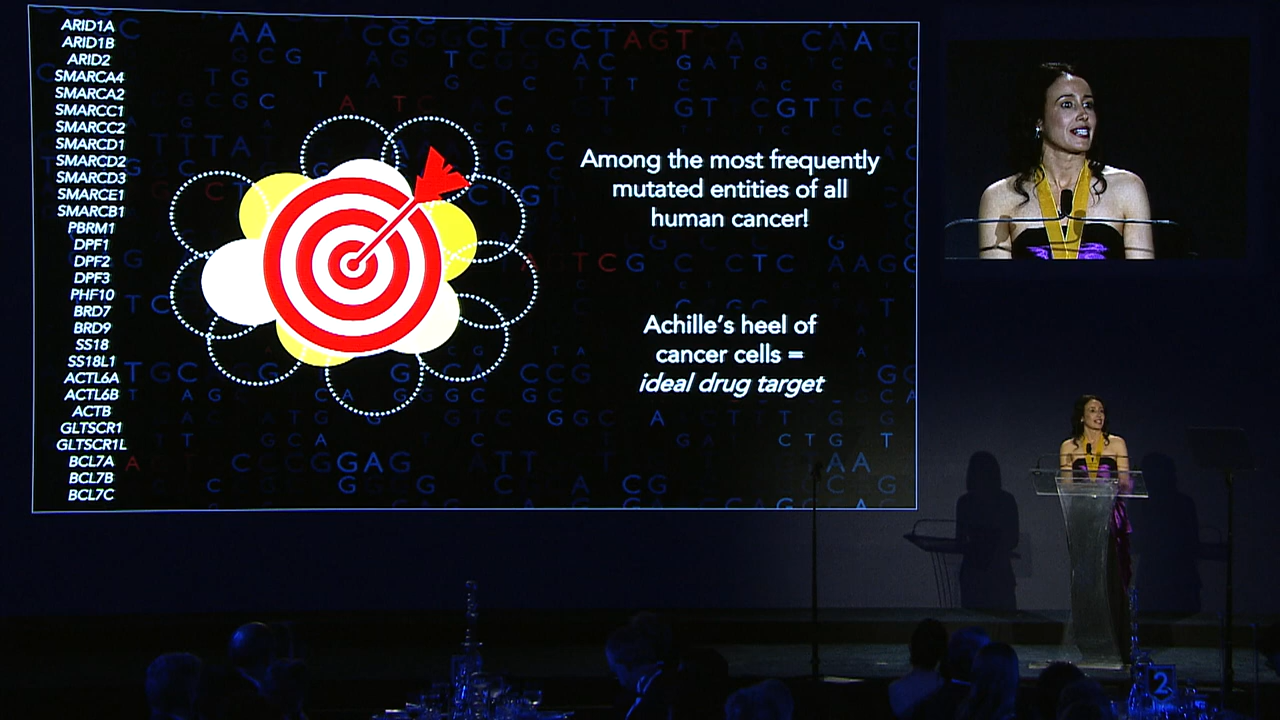 ARID1A
ARID1B
ARID2
SMARCA4
SMARCA2
SMARCC1
SMARCC2
SMARCD1
SMARCD2
SMARCD3
SMARCE1
SMARCB1
PBRM1
DPF1
DPF2
DPF3
PHF10
BRD7
BRD9
SS18
SS18L1
ACTL6A
ACTL6B
ACTB
GLTSCR1
GLTSCR1L
BCL7A
BCL7B
BCL7C
Among the most frequently
mutated entities of all
human cancer!
Achille's heel of
cancer cells =
ideal drug target
2